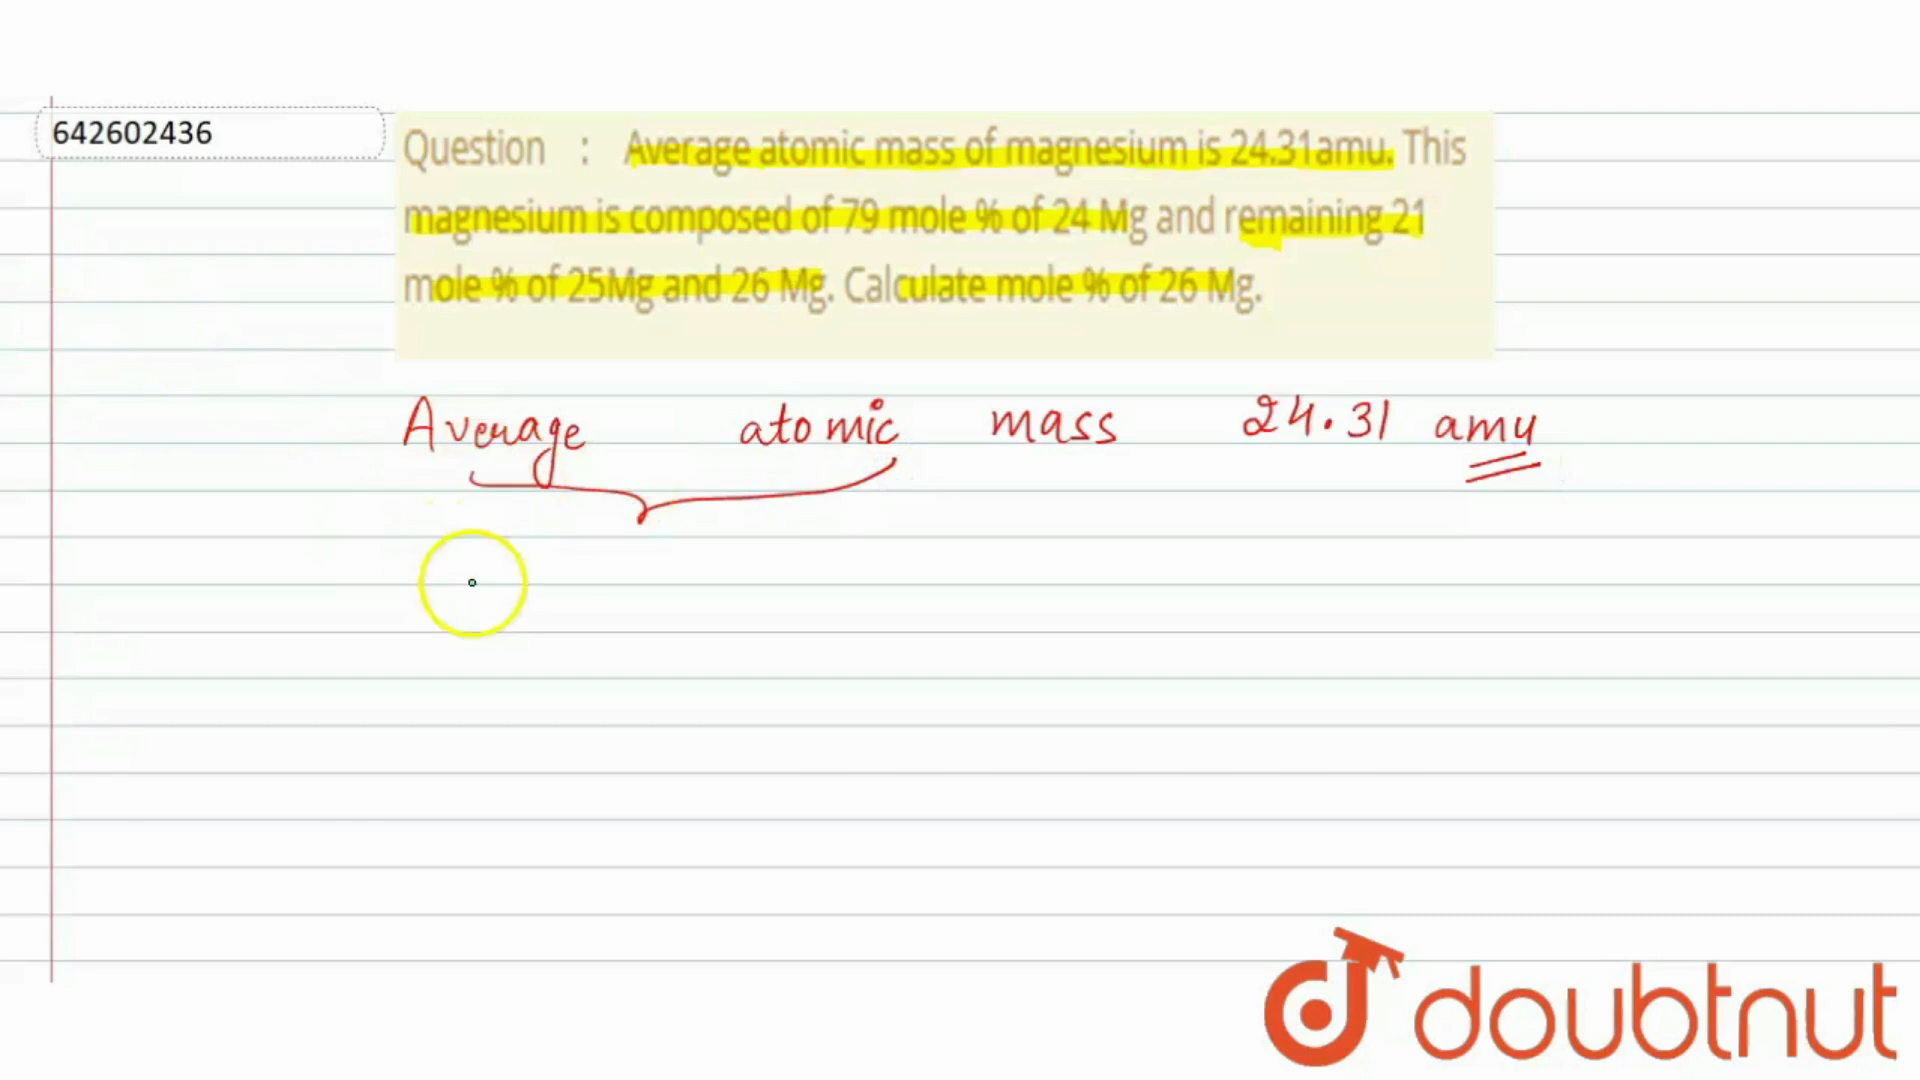 642602436
Question : Average atomic mass of magnesium is 24.31amu. This
magnesium is composed of 79 mole % of 24 Mg and remaining 21
mole % of 25Mg and 26 Mg. Calculate mole % of 26 Mg.
Average atomic mass 24.31 amu
doubtnut